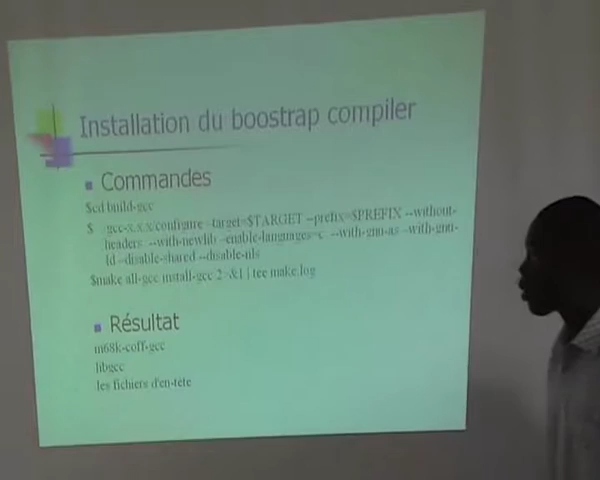 Installation du boostrap compiler
Commandes
$cd build-gcc
$ gcc-x.x.x/configure --target=$TARGET --prefix=$PREFIX --without-
headers --with-newlib --enable-languages=c --with-gnu-as --with-gnu-
ld --disable-shared --disable-nls
$make all-gcc install-gcc 2>&1 | tee make.log
Résultat
m68k-coff-gcc
libgcc
les fichiers d'en-tête